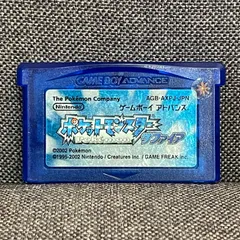 GAME BOY ADVANCE
The Pokémon Company AGB-AXPJ-JPN
Nintendo ゲームボーイ アドバンス
ポケットモンスター
サファイア
©2002 Pokémon
©1995-2002 Nintendo / Creatures inc. / GAME FREAK inc.